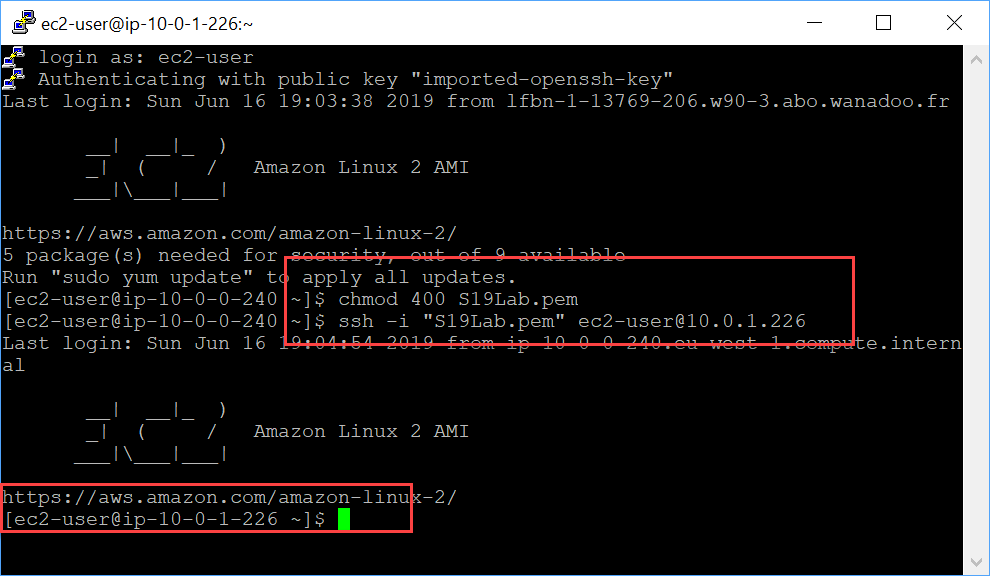 ec2-user@ip-10-0-1-226:~
login as: ec2-user
Authenticating with public key "imported-openssh-key"
Last login: Sun Jun 16 19:03:38 2019 from lfbn-1-13769-206.w90-3.abo.wanadoo.fr
       __|  __|_  )
       _|  (     /   Amazon Linux 2 AMI
      ___|\___|___|
https://aws.amazon.com/amazon-linux-2/
5 package(s) needed for security, out of 9 available
Run "sudo yum update" to apply all updates.
[ec2-user@ip-10-0-0-240 ~]$ chmod 400 S19Lab.pem
[ec2-user@ip-10-0-0-240 ~]$ ssh -i "S19Lab.pem" ec2-user@10.0.1.226
Last login: Sun Jun 16 19:04:54 2019 from ip-10-0-0-240.eu-west-1.compute.intern
al
       __|  __|_  )
       _|  (     /   Amazon Linux 2 AMI
      ___|\___|___|
https://aws.amazon.com/amazon-linux-2/
[ec2-user@ip-10-0-1-226 ~]$